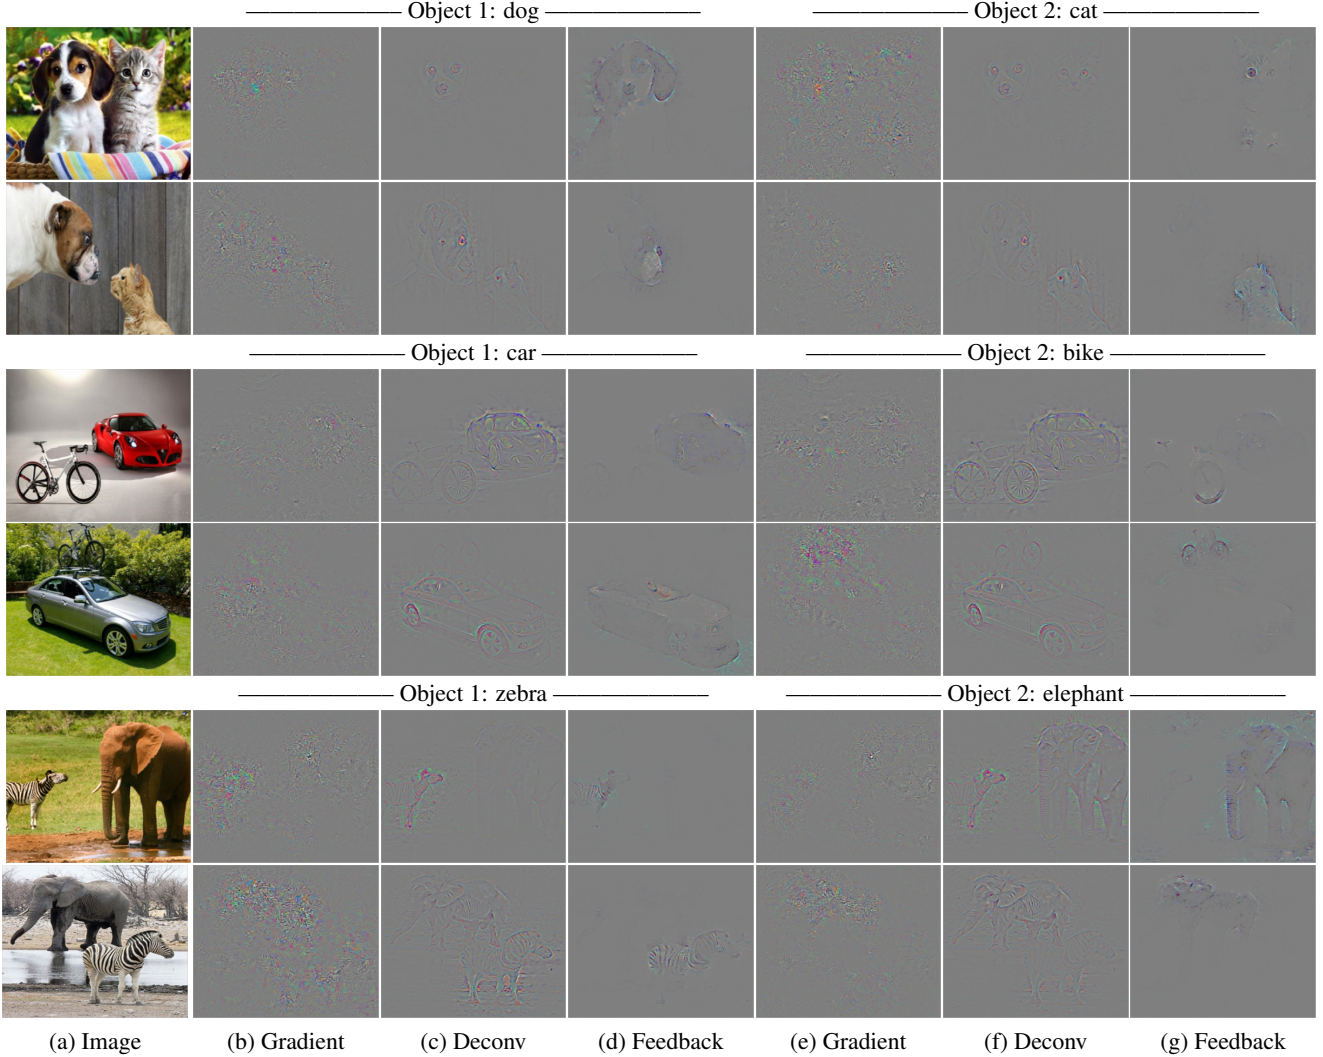 Object 1: dog Object 2: cat
Object 1: car Object 2: bike
Object 1: zebra Object 2: elephant
(a) Image (b) Gradient (c) Deconv (d) Feedback (e) Gradient (f) Deconv (g) Feedback